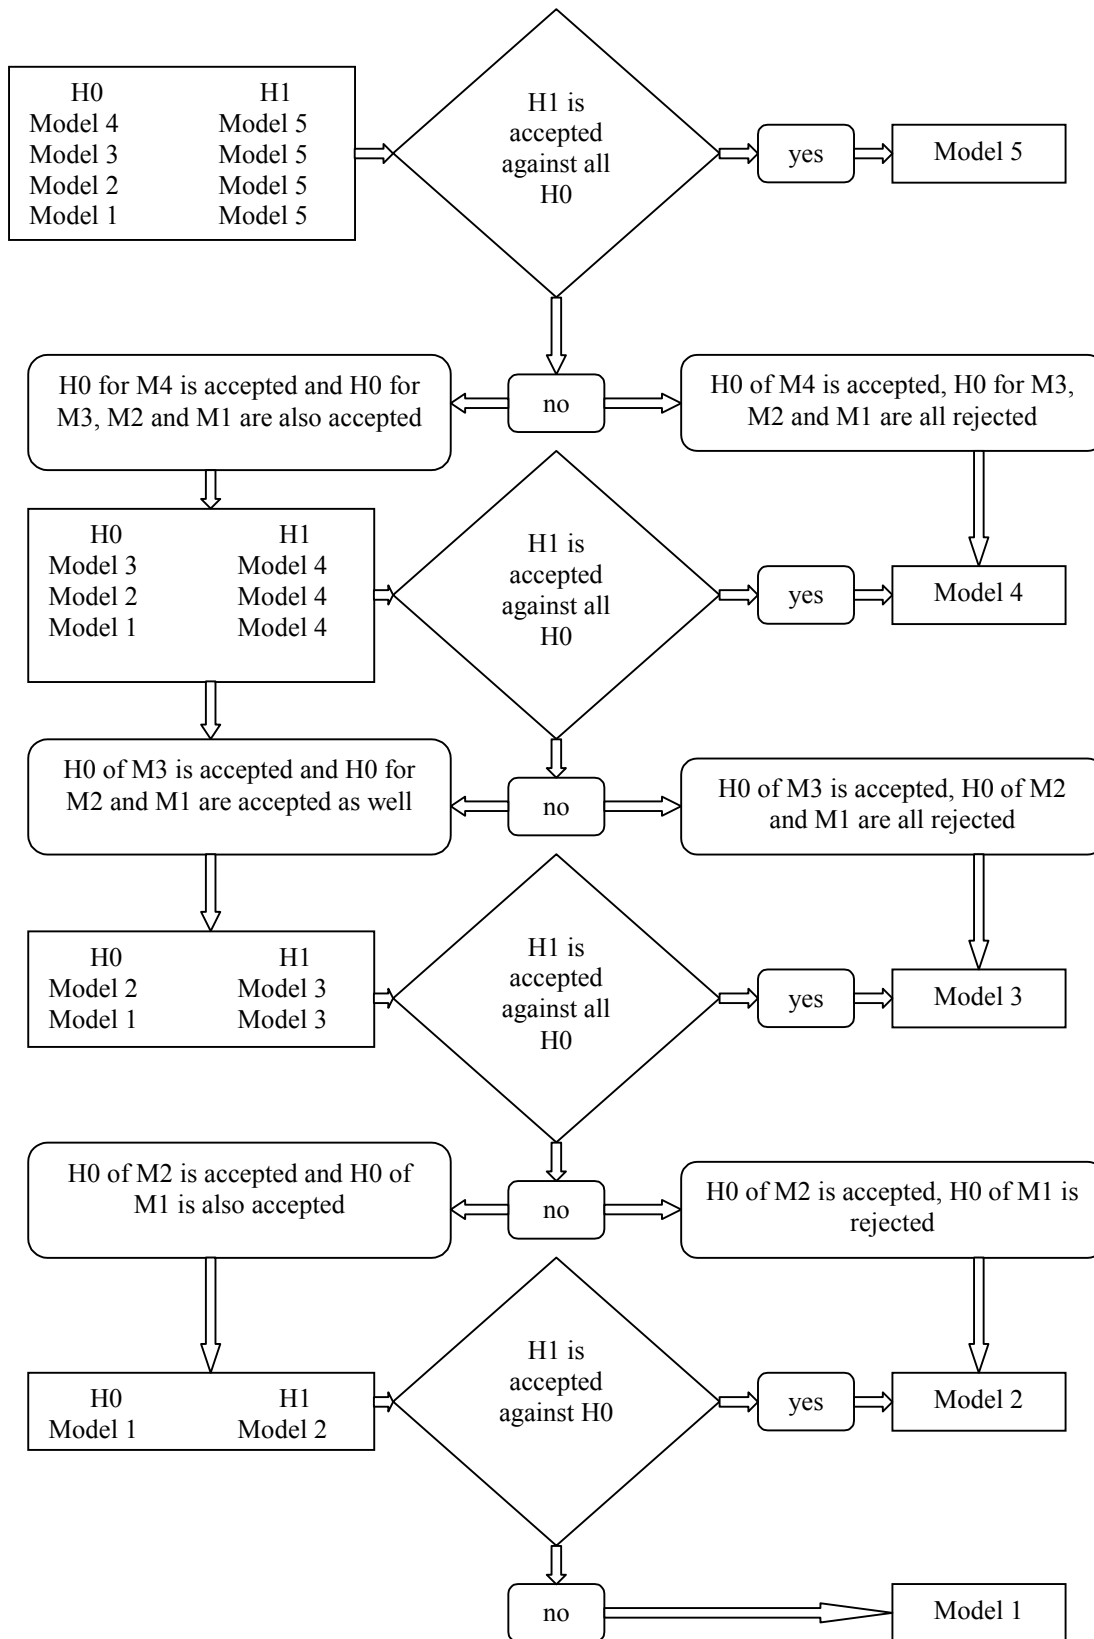 H0 H1
Model 4 Model 5
Model 3 Model 5
Model 2 Model 5
Model 1 Model 5
H1 is
accepted
against all
H0
yes
Model 5
H0 for M4 is accepted and H0 for
M3, M2 and M1 are also accepted
no
H0 of M4 is accepted, H0 for M3,
M2 and M1 are all rejected
H0 H1
Model 3 Model 4
Model 2 Model 4
Model 1 Model 4
H1 is
accepted
against all
H0
yes
Model 4
H0 of M3 is accepted and H0 for
M2 and M1 are accepted as well
no
H0 of M3 is accepted, H0 of M2
and M1 are all rejected
H0 H1
Model 2 Model 3
Model 1 Model 3
H1 is
accepted
against all
H0
yes
Model 3
H0 of M2 is accepted and H0 of
M1 is also accepted
no
H0 of M2 is accepted, H0 of M1 is
rejected
H0 H1
Model 1 Model 2
H1 is
accepted
against H0
yes
Model 2
no
Model 1